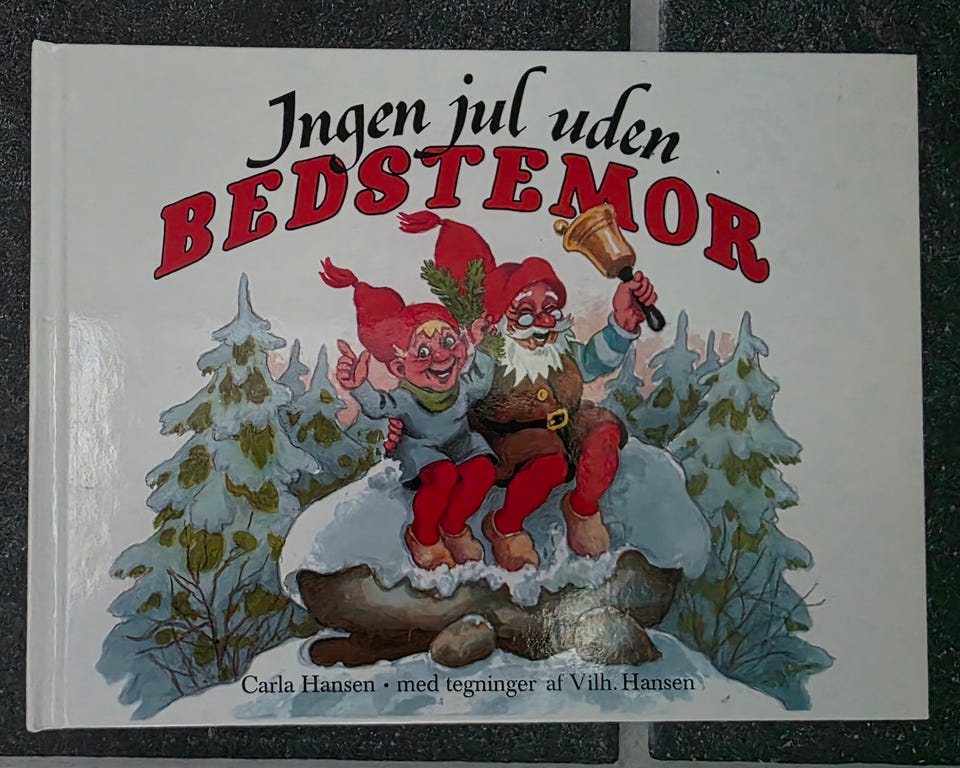 Ingen jul uden
BEDSTEMOR
Carla Hansen • med tegninger af Vilh. Hansen